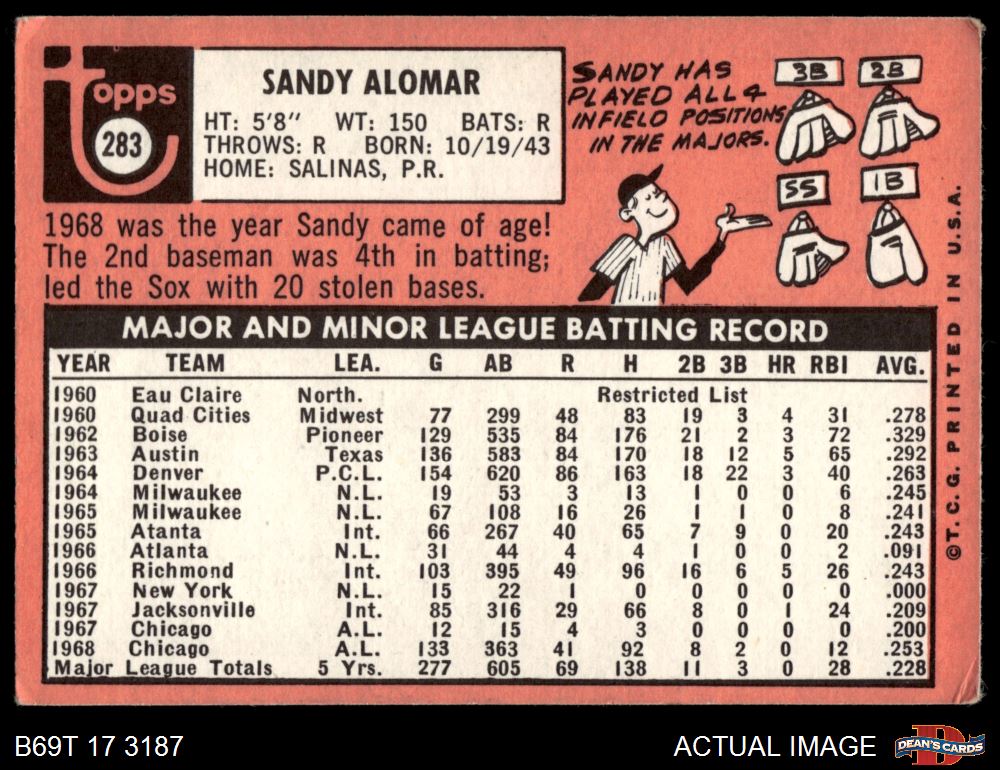 topps
283
SANDY ALOMAR
HT: 5'8" WT: 150 BATS: R
THROWS: R BORN: 10/19/43
HOME: SALINAS, P.R.
SANDY HAS
PLAYED ALL 4
INFIELD POSITIONS
IN THE MAJORS.
3B 2B
SS 1B
1968 was the year Sandy came of age!
The 2nd baseman was 4th in batting;
led the Sox with 20 stolen bases.
MAJOR AND MINOR LEAGUE BATTING RECORD
YEAR TEAM LEA. G AB R H 2B 3B HR RBI AVG.
1960 Eau Claire North. Restricted List
1960 Quad Cities Midwest 77 299 48 83 19 3 4 31 .278
1962 Boise Pioneer 129 535 84 176 21 2 3 72 .329
1963 Austin Texas 136 583 84 170 18 12 5 65 .292
1964 Denver P.C.L. 154 620 86 163 18 22 3 40 .263
1964 Milwaukee N.L. 19 53 3 13 1 0 0 6 .245
1965 Milwaukee N.L. 67 108 16 26 1 1 0 8 .241
1965 Atanta Int. 66 267 40 65 7 9 0 20 .243
1966 Atlanta N.L. 31 44 4 4 1 0 0 2 .091
1966 Richmond Int. 103 395 49 96 16 6 5 26 .243
1967 New York N.L. 15 22 1 0 0 0 0 0 .000
1967 Jacksonville Int. 85 316 29 66 8 0 1 24 .209
1967 Chicago A.L. 12 15 4 3 0 0 0 0 .200
1968 Chicago A.L. 133 363 41 92 8 2 0 12 .253
Major League Totals 5 Yrs. 277 605 69 138 11 3 0 28 .228
©T.C.G. PRINTED IN U.S.A.
B69T 17 3187
ACTUAL IMAGE
D
DEAN'S CARDS